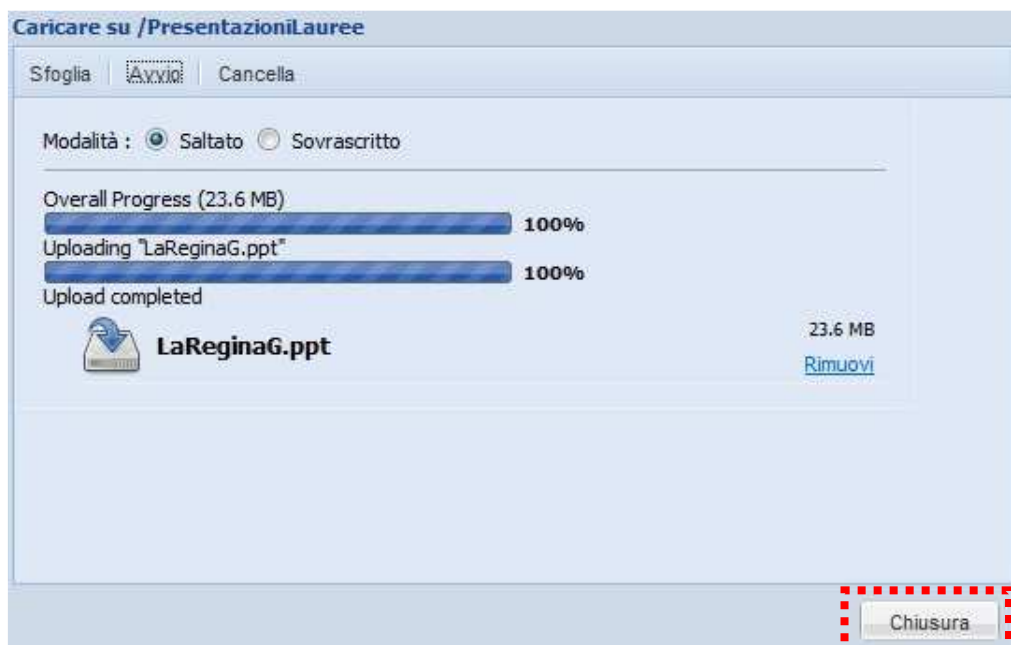 Caricare su /PresentazioniLauree
Sfoglia Avvio Cancella
Modalità : Saltato Sovrascritto
Overall Progress (23.6 MB)
100%
Uploading "LaReginaG.ppt"
100%
Upload completed
LaReginaG.ppt 23.6 MB
Rimuovi
Chiusura